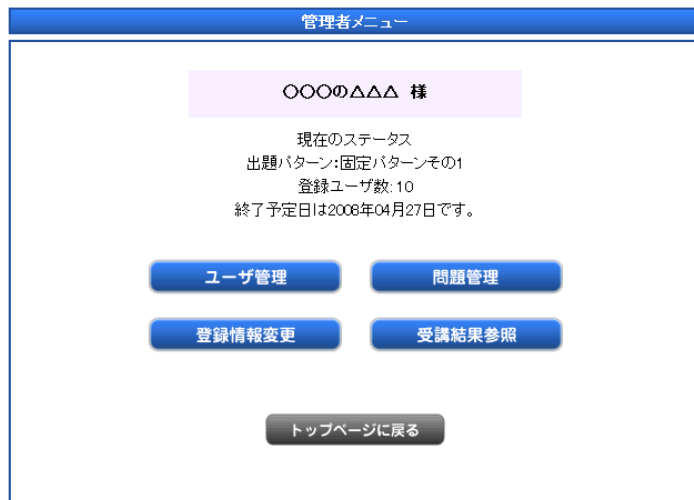 管理者メニュー
〇〇〇の△△△ 様
現在のステータス
出題パターン:固定パターンその1
登録ユーザ数: 10
終了予定日は2008年04月27日です。
ユーザ管理 問題管理
登録情報変更 受講結果参照
トップページに戻る